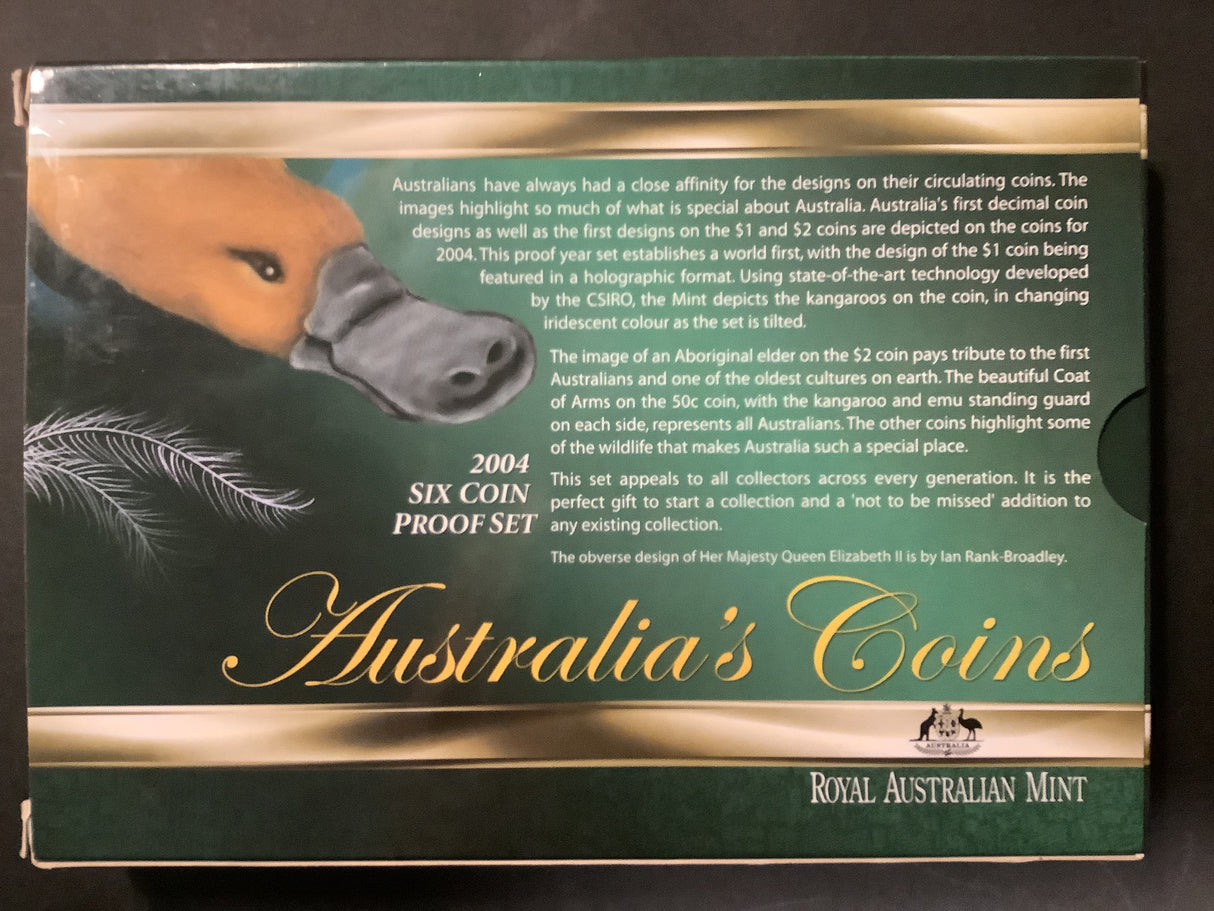 Australians have always had a close affinity for the designs on their circulating coins. The
images highlight so much of what is special about Australia. Australia's first decimal coin
designs as well as the first designs on the $1 and $2 coins are depicted on the coins for
2004. This proof year set establishes a world first, with the design of the $1 coin being
featured in a holographic format. Using state-of-the-art technology developed
by the CSIRO, the Mint depicts the kangaroos on the coin, in changing
iridescent colour as the set is tilted.
The image of an Aboriginal elder on the $2 coin pays tribute to the first
Australians and one of the oldest cultures on earth. The beautiful Coat
of Arms on the 50c coin, with the kangaroo and emu standing guard
on each side, represents all Australians. The other coins highlight some
of the wildlife that makes Australia such a special place.
This set appeals to all collectors across every generation. It is the
perfect gift to start a collection and a 'not to be missed' addition to
any existing collection.
The obverse design of Her Majesty Queen Elizabeth II is by Ian Rank-Broadley.
2004
SIX COIN
PROOF SET
Australia's Coins
AUSTRALIA
ROYAL AUSTRALIAN MINT